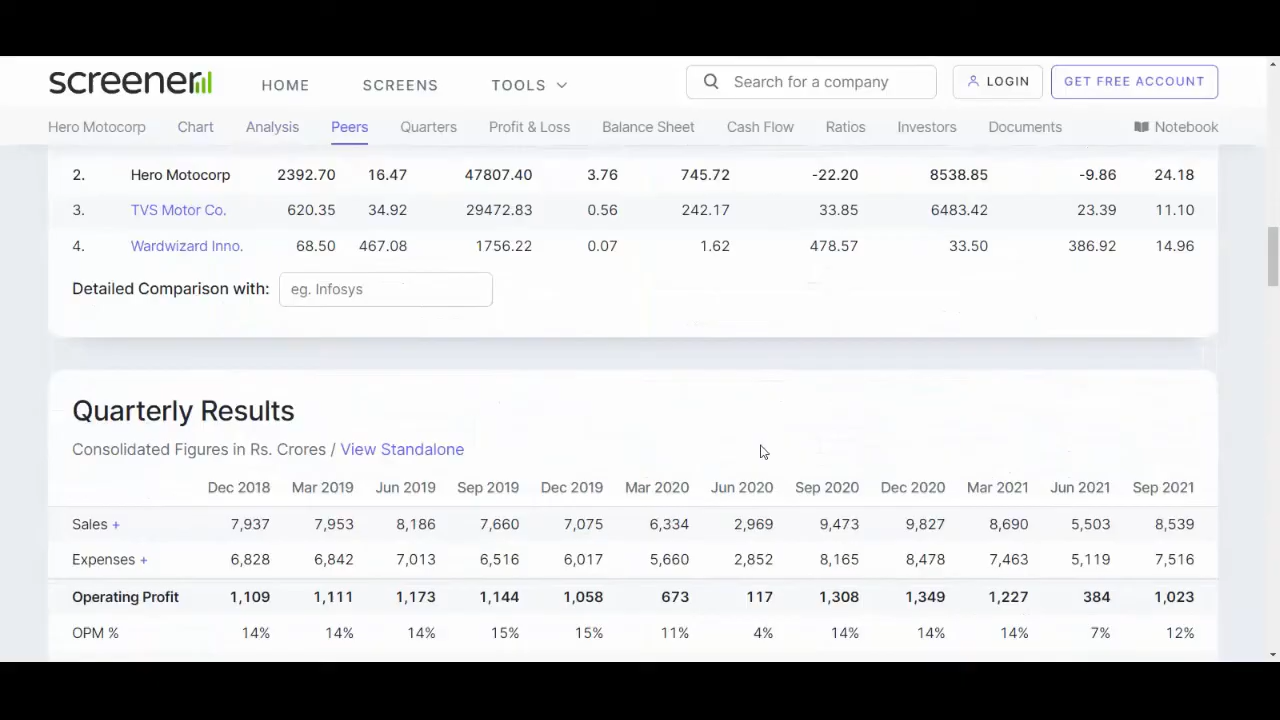 screener HOME SCREENS TOOLS Search for a company LOGIN GET FREE ACCOUNT
Hero Motocorp Chart Analysis Peers Quarters Profit & Loss Balance Sheet Cash Flow Ratios Investors Documents Notebook
2. Hero Motocorp 2392.70 16.47 47807.40 3.76 745.72 -22.20 8538.85 -9.86 24.18
3. TVS Motor Co. 620.35 34.92 29472.83 0.56 242.17 33.85 6483.42 23.39 11.10
4. Wardwizard Inno. 68.50 467.08 1756.22 0.07 1.62 478.57 33.50 386.92 14.96
Detailed Comparison with: eg. Infosys
Quarterly Results
Consolidated Figures in Rs. Crores / View Standalone
Dec 2018 Mar 2019 Jun 2019 Sep 2019 Dec 2019 Mar 2020 Jun 2020 Sep 2020 Dec 2020 Mar 2021 Jun 2021 Sep 2021
Sales + 7,937 7,953 8,186 7,660 7,075 6,334 2,969 9,473 9,827 8,690 5,503 8,539
Expenses + 6,828 6,842 7,013 6,516 6,017 5,660 2,852 8,165 8,478 7,463 5,119 7,516
Operating Profit 1,109 1,111 1,173 1,144 1,058 673 117 1,308 1,349 1,227 384 1,023
OPM % 14% 14% 14% 15% 15% 11% 4% 14% 14% 14% 7% 12%